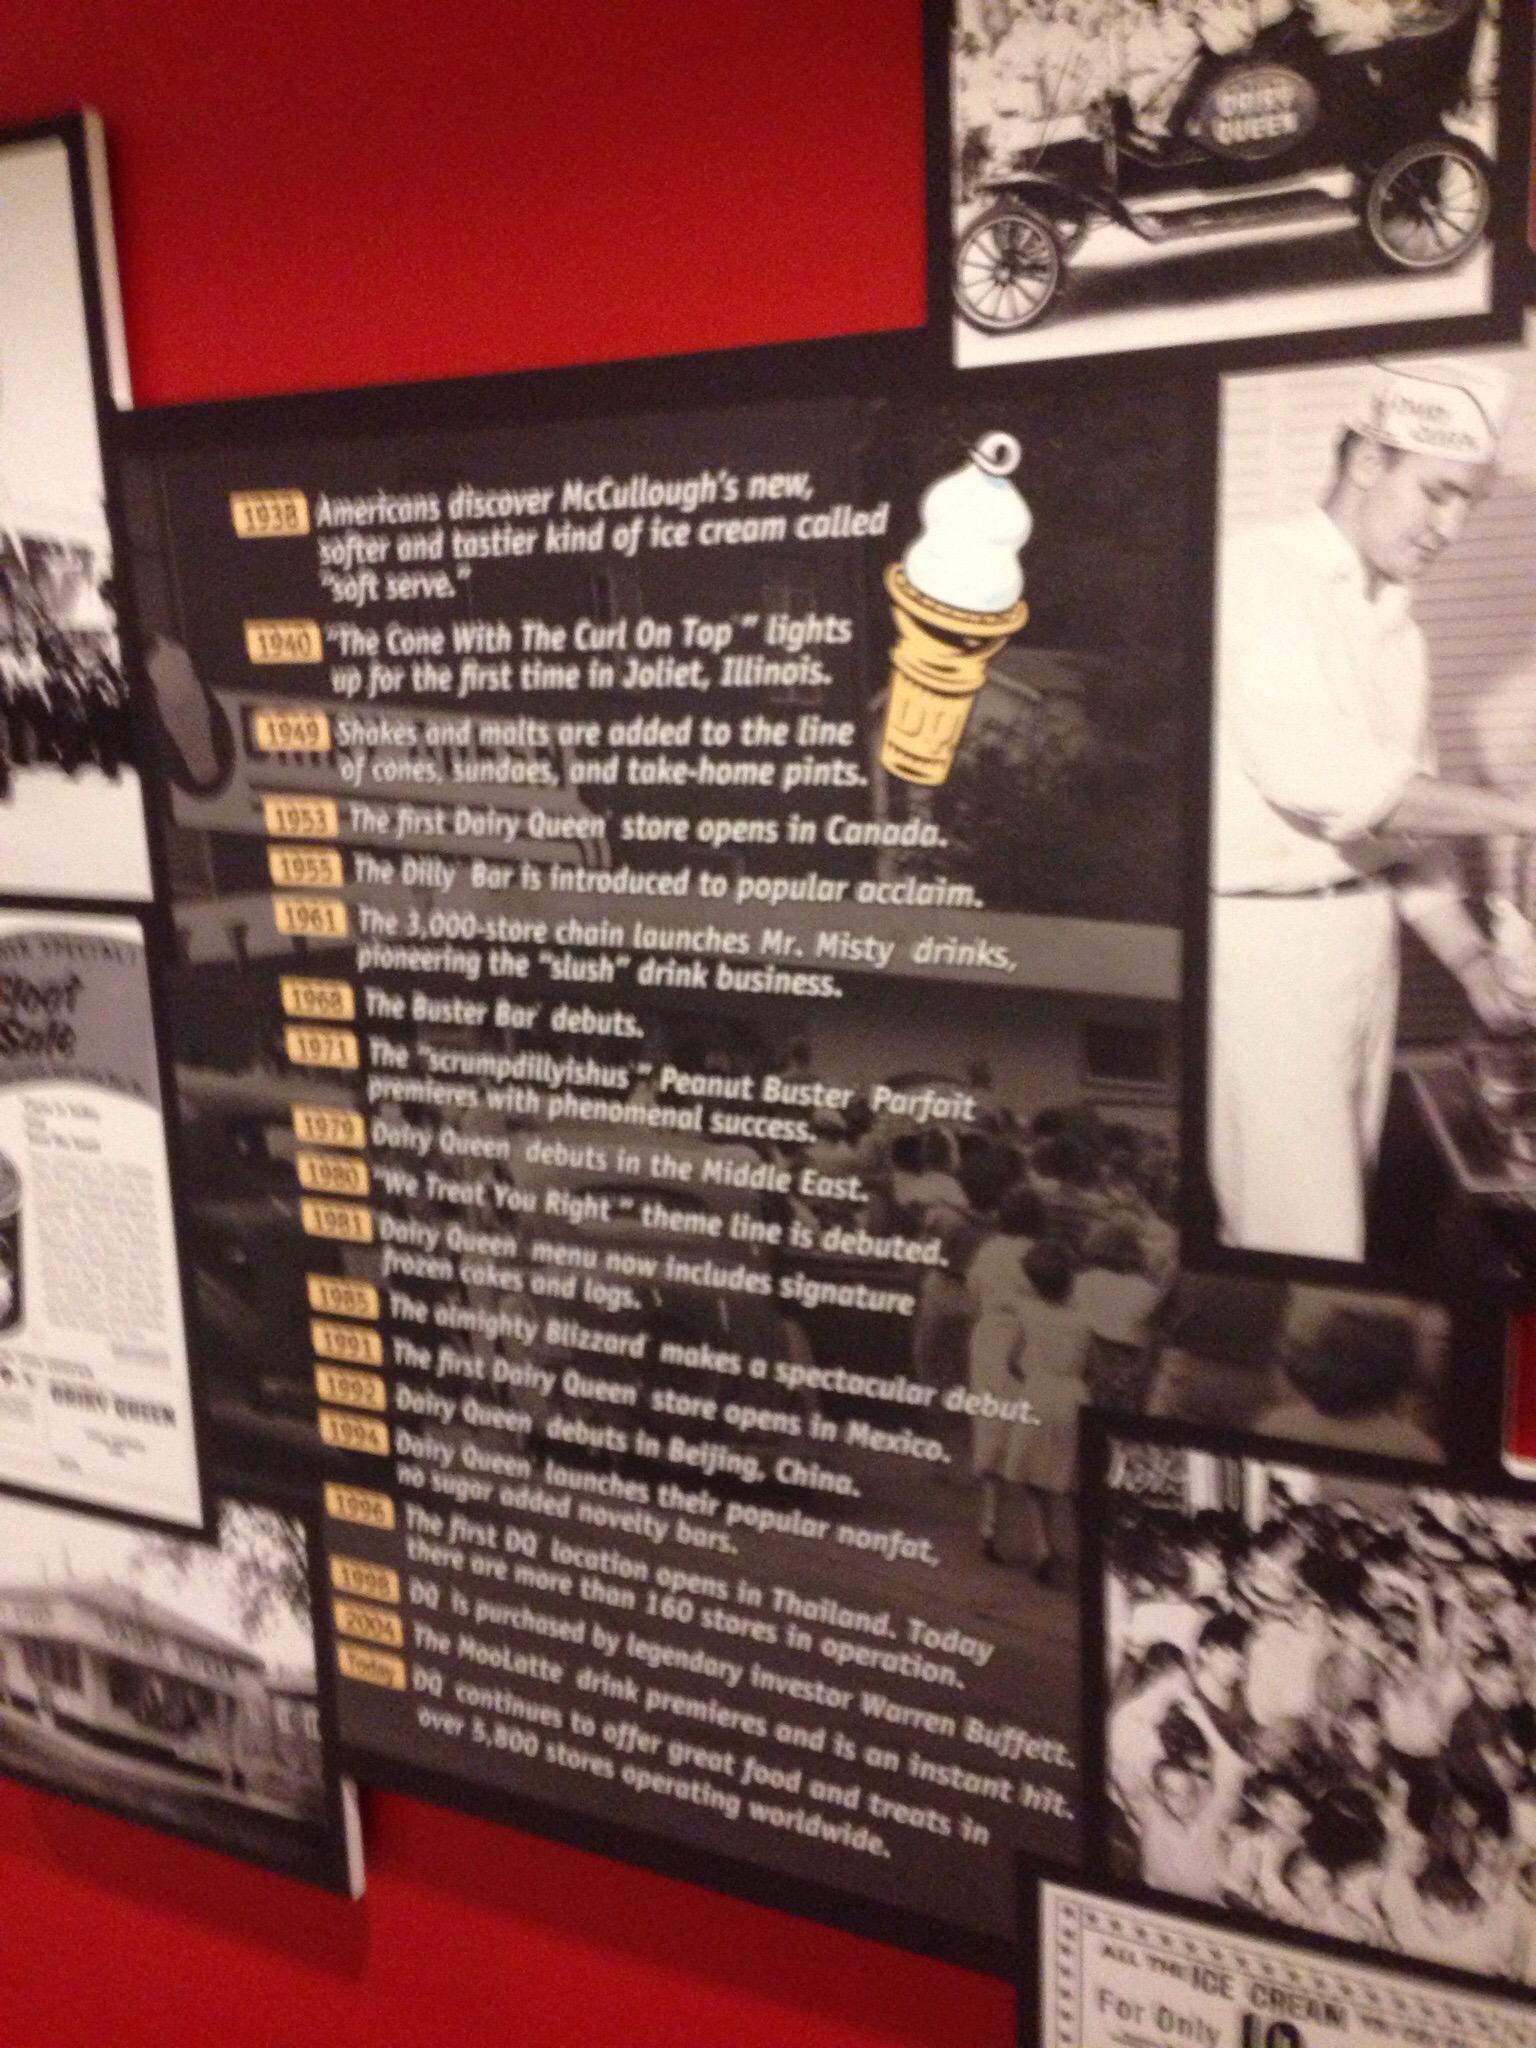 DAIRY
QUEEN
1938 Americans discover McCullough's new,
softer and tastier kind of ice cream called
"soft serve."
1940 "The Cone With The Curl On Top" lights
up for the first time in Joliet, Illinois.
1949 Shakes and malts are added to the line
of cones, sundaes, and take-home pints.
1953 The first Dairy Queen store opens in Canada.
1955 The Dilly Bar is introduced to popular acclaim.
1961 The 3,000-store chain launches Mr. Misty drinks,
pioneering the "slush" drink business.
1968 The Buster Bar debuts.
1971 The "scrumpdillyishus" Peanut Buster Parfait
premieres with phenomenal success.
1979 Dairy Queen debuts in the Middle East.
1980 "We Treat You Right" theme line is debuted.
1981 Dairy Queen menu now includes signature
frozen cakes and logs.
1985 The almighty Blizzard makes a spectacular debut.
1991 The first Dairy Queen store opens in Mexico.
1992 Dairy Queen debuts in Beijing, China.
1994 Dairy Queen launches their popular nonfat,
no sugar added novelty bars.
1996 The first DQ location opens in Thailand. Today
there are more than 160 stores in operation.
1998 DQ is purchased by legendary investor Warren Buffett.
2004 The MooLatte drink premieres and is an instant hit.
Today DQ continues to offer great food and treats in
over 5,800 stores operating worldwide.
DQ
Float
Sale
DAIRY QUEEN
ALL THE ICE CREAM
For Only 10